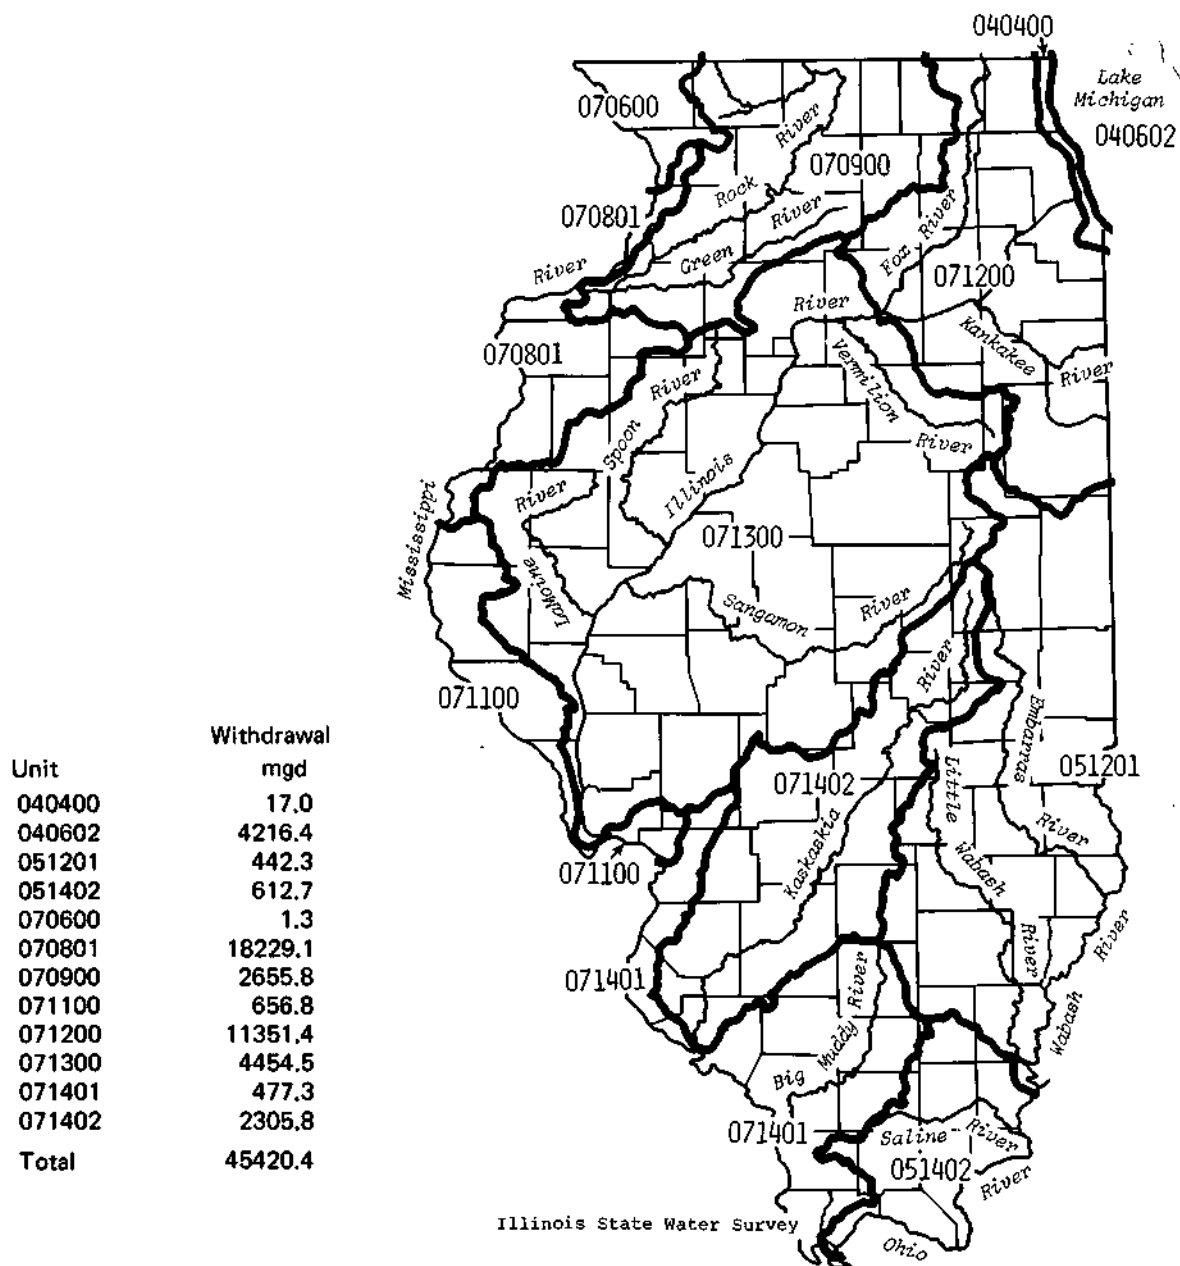 040400
Lake
Michigan
040602
070600
River
070900
Rock
River
070801
Green
River
Fox River
071200
River
Kankakee
River
070801
Vermilion
River
Spoon
River
Illinois
River
LaMoine
Mississippi
071300
Sangamon
River
River
071100
Embarras
051201
071402
Little
River
Kaskaskia
Wabash
071100
River
River
071401
River
Wabash
Big
Muddy
071401
Saline
River
051402
River
Ohio
Illinois State Water Survey
Withdrawal
Unit mgd
040400 17.0
040602 4216.4
051201 442.3
051402 612.7
070600 1.3
070801 18229.1
070900 2655.8
071100 656.8
071200 11351.4
071300 4454.5
071401 477.3
071402 2305.8
Total 45420.4